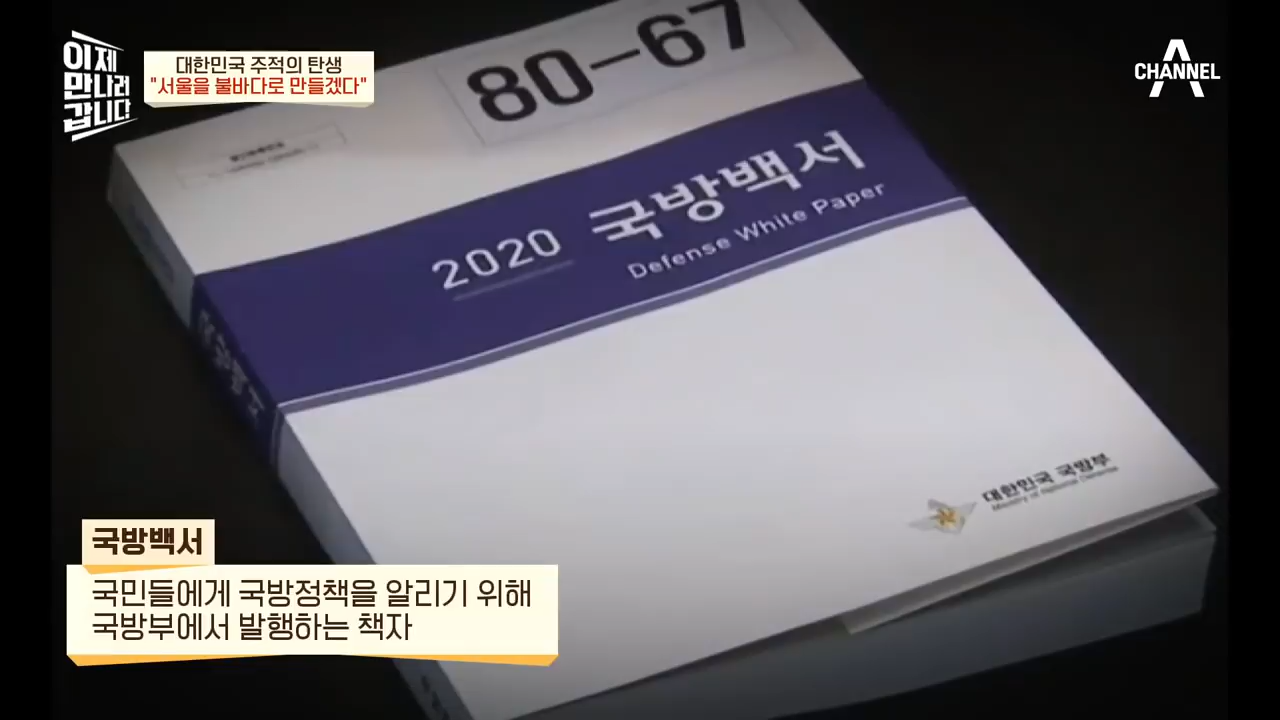 이제
만나러
갑니다
대한민국 주적의 탄생
"서울을 불바다로 만들겠다"
CHANNEL A
80-67
2020 국방백서
Defense White Paper
대한민국 국방부
Ministry of National Defense
국방백서
국민들에게 국방정책을 알리기 위해
국방부에서 발행하는 책자